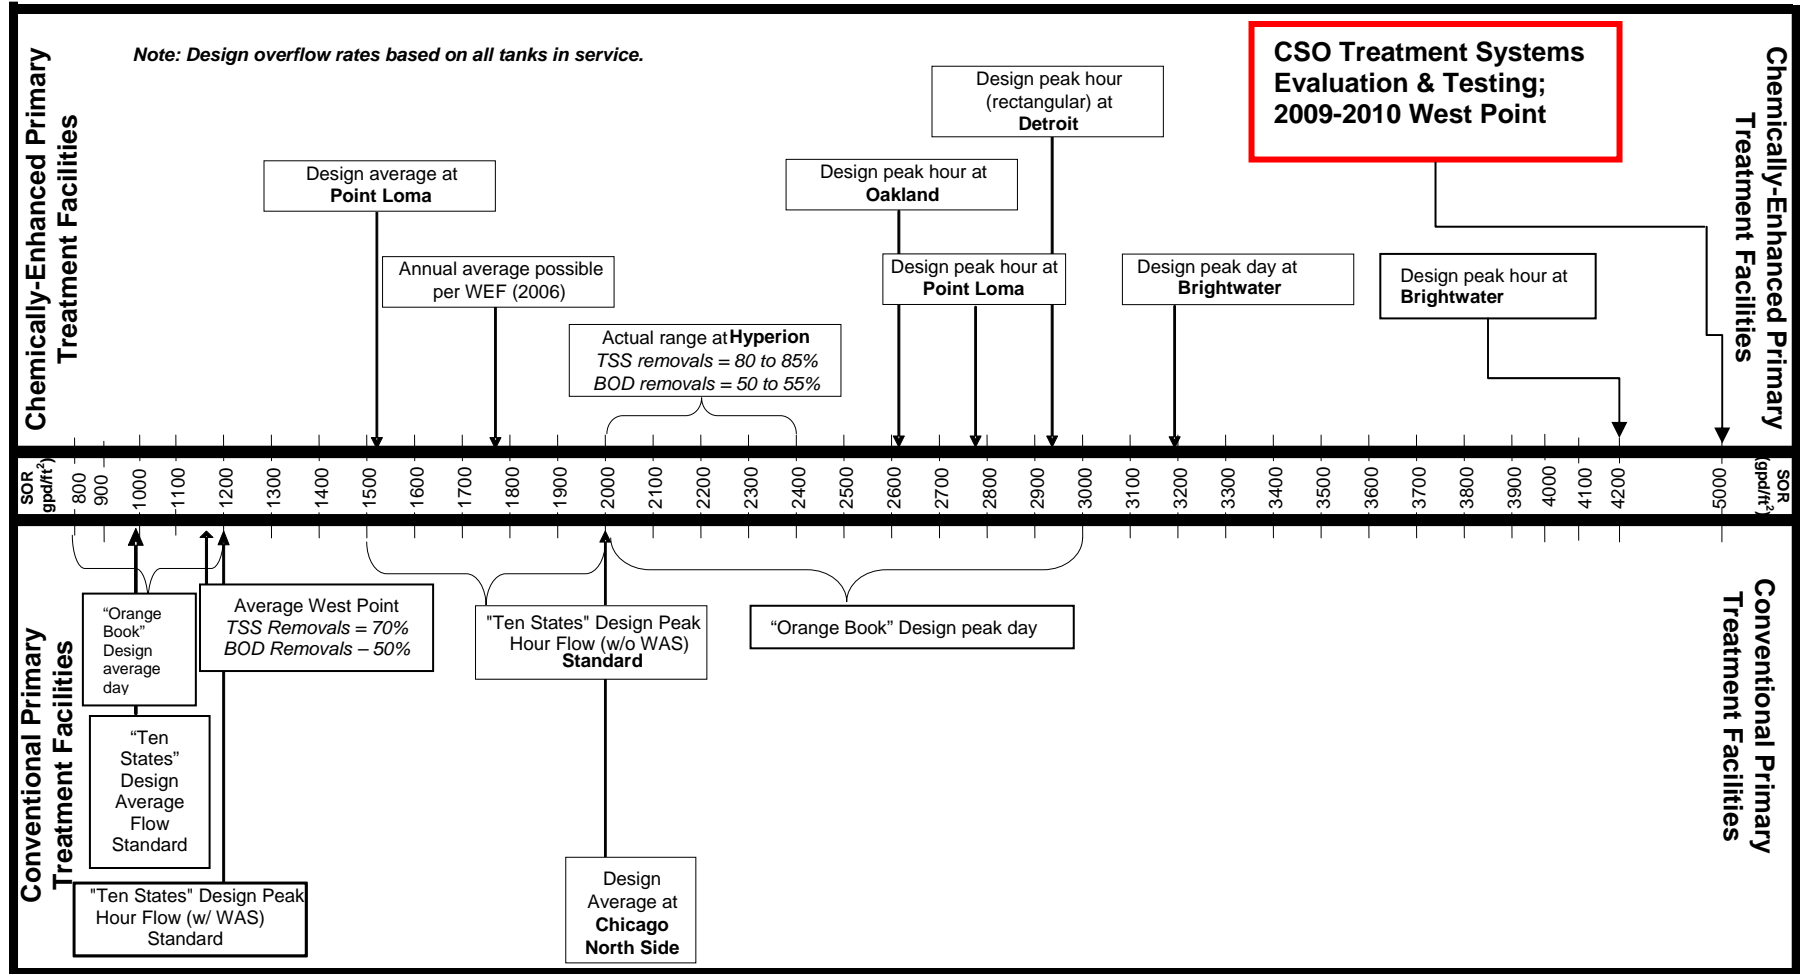 Note: Design overflow rates based on all tanks in service.
CSO Treatment Systems
Evaluation & Testing;
2009-2010 West Point
Chemically-Enhanced Primary
Treatment Facilities
Chemically-Enhanced Primary
Treatment Facilities
Design peak hour
(rectangular) at
Detroit
Design average at
Point Loma
Design peak hour at
Oakland
Annual average possible
per WEF (2006)
Design peak hour at
Point Loma
Design peak day at
Brightwater
Design peak hour at
Brightwater
Actual range at Hyperion
TSS removals = 80 to 85%
BOD removals = 50 to 55%
SOR
gpd/ft²)
800
900
1000
1100
1200
1300
1400
1500
1600
1700
1800
1900
2000
2100
2200
2300
2400
2500
2600
2700
2800
2900
3000
3100
3200
3300
3400
3500
3600
3700
3800
3900
4000
4100
4200
5000
SOR
(gpd/ft²)
Conventional Primary
Treatment Facilities
Conventional Primary
Treatment Facilities
“Orange
Book”
Design
average
day
Average West Point
TSS Removals = 70%
BOD Removals – 50%
"Ten States" Design Peak
Hour Flow (w/o WAS)
Standard
“Orange Book” Design peak day
“Ten
States”
Design
Average
Flow
Standard
"Ten States" Design Peak
Hour Flow (w/ WAS)
Standard
Design
Average at
Chicago
North Side